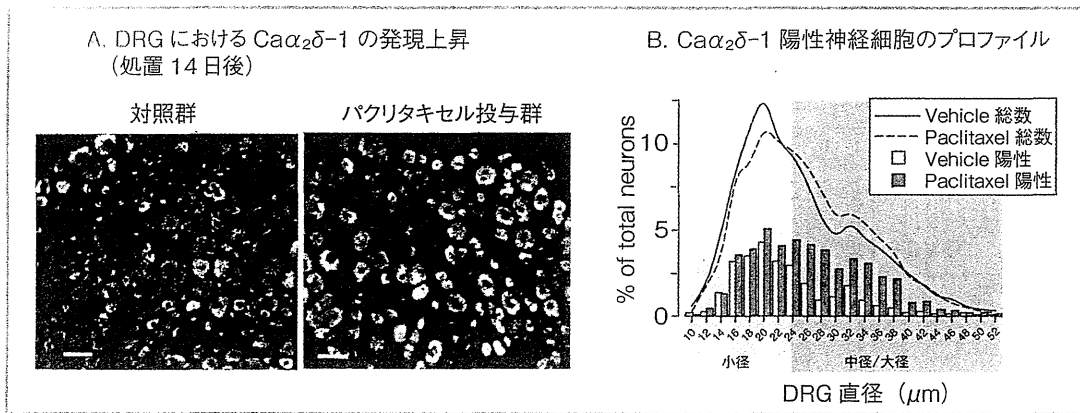 A. DRG における Caα₂δ-1 の発現上昇
(処置 14 日後)
対照群
パクリタキセル投与群
B. Caα₂δ-1 陽性神経細胞のプロファイル
% of total neurons
10
5
0
Vehicle 総数
Paclitaxel 総数
Vehicle 陽性
Paclitaxel 陽性
10 12 14 16 18 20 22 24 26 28 30 32 34 36 38 40 42 44 46 48 50 52
小径
中径/大径
DRG 直径 (μm)